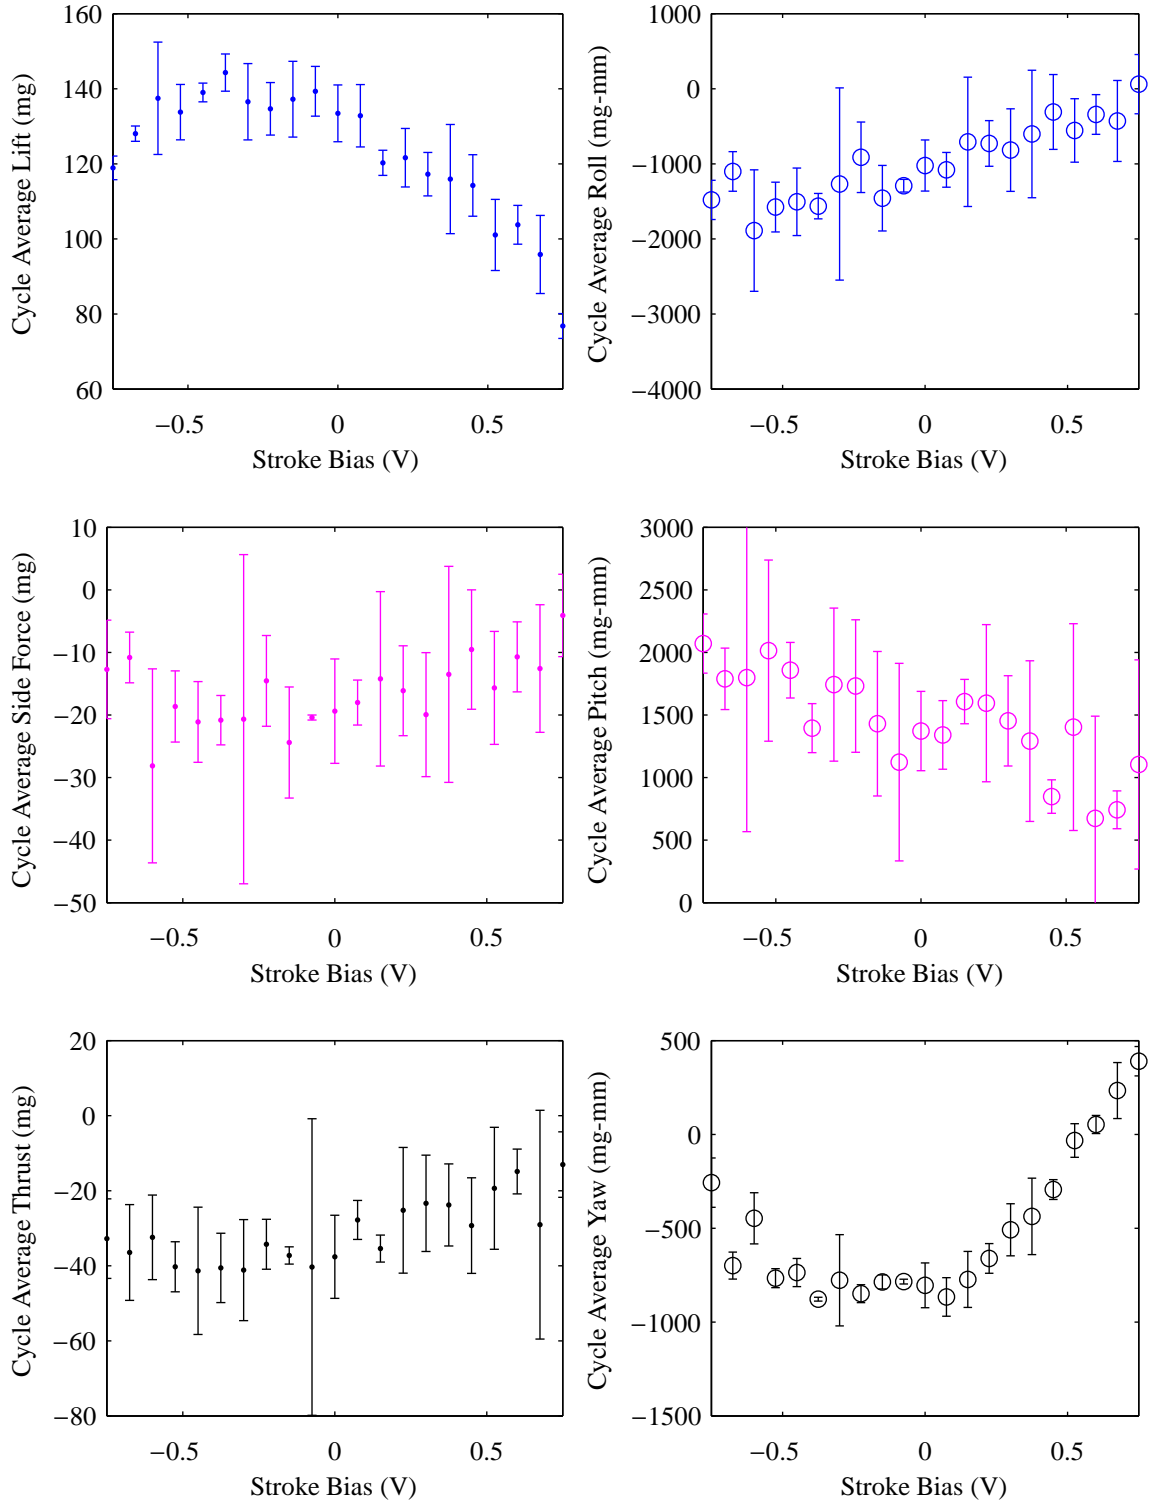 160
140
120
100
80
60
−0.5 0 0.5
Stroke Bias (V)
Cycle Average Lift (mg)
1000
0
−1000
−2000
−3000
−4000
−0.5 0 0.5
Stroke Bias (V)
Cycle Average Roll (mg-mm)
10
0
−10
−20
−30
−40
−50
−0.5 0 0.5
Stroke Bias (V)
Cycle Average Side Force (mg)
3000
2500
2000
1500
1000
500
0
−0.5 0 0.5
Stroke Bias (V)
Cycle Average Pitch (mg-mm)
20
0
−20
−40
−60
−80
−0.5 0 0.5
Stroke Bias (V)
Cycle Average Thrust (mg)
500
0
−500
−1000
−1500
−0.5 0 0.5
Stroke Bias (V)
Cycle Average Yaw (mg-mm)